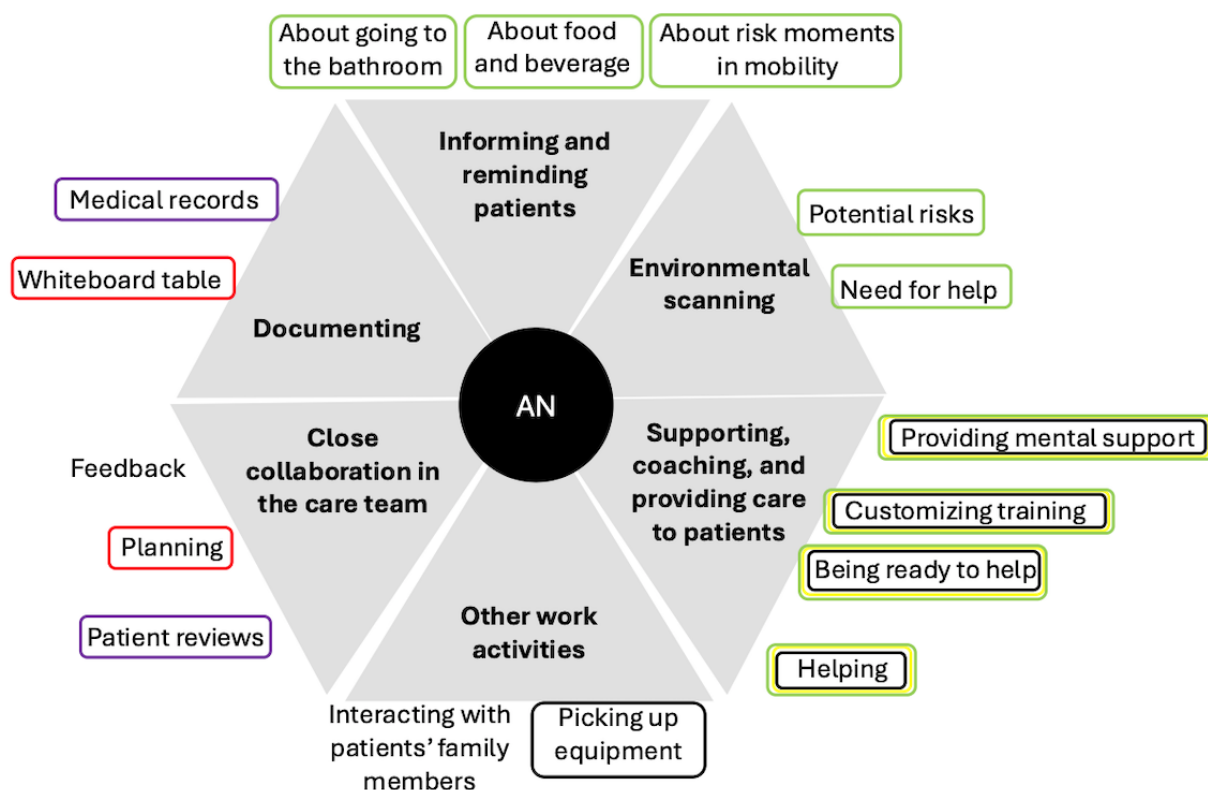 About going to
the bathroom
About food
and beverage
About risk moments
in mobility
Informing and
reminding
patients
Medical records
Whiteboard table
Documenting
Potential risks
Need for help
Environmental
scanning
AN
Close
collaboration in
the care team
Feedback
Planning
Patient reviews
Supporting,
coaching, and
providing care
to patients
Providing mental support
Customizing training
Being ready to help
Helping
Other work
activities
Interacting with
patients’ family
members
Picking up
equipment